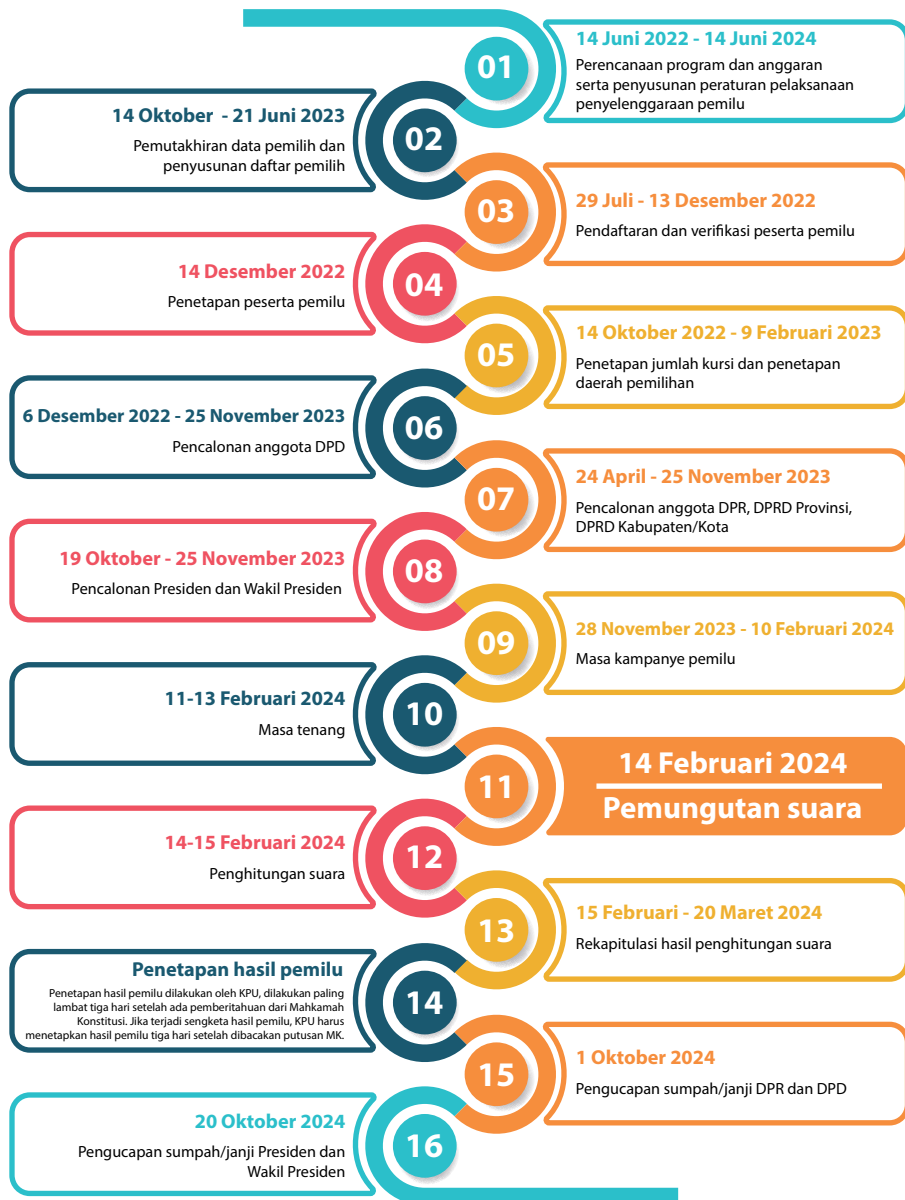 01
14 Juni 2022 - 14 Juni 2024
Perencanaan program dan anggaran
serta penyusunan peraturan pelaksanaan
penyelenggaraan pemilu
14 Oktober - 21 Juni 2023
Pemutakhiran data pemilih dan
penyusunan daftar pemilih
02
03
29 Juli - 13 Desember 2022
Pendaftaran dan verifikasi peserta pemilu
14 Desember 2022
Penetapan peserta pemilu
04
05
14 Oktober 2022 - 9 Februari 2023
Penetapan jumlah kursi dan penetapan
daerah pemilihan
6 Desember 2022 - 25 November 2023
Pencalonan anggota DPD
06
07
24 April - 25 November 2023
Pencalonan anggota DPR, DPRD Provinsi,
DPRD Kabupaten/Kota
19 Oktober - 25 November 2023
Pencalonan Presiden dan Wakil Presiden
08
09
28 November 2023 - 10 Februari 2024
Masa kampanye pemilu
11-13 Februari 2024
Masa tenang
10
11
14 Februari 2024
Pemungutan suara
14-15 Februari 2024
Penghitungan suara
12
13
15 Februari - 20 Maret 2024
Rekapitulasi hasil penghitungan suara
Penetapan hasil pemilu
Penetapan hasil pemilu dilakukan oleh KPU, dilakukan paling
lambat tiga hari setelah ada pemberitahuan dari Mahkamah
Konstitusi. Jika terjadi sengketa hasil pemilu, KPU harus
menetapkan hasil pemilu tiga hari setelah dibacakan putusan MK.
14
15
1 Oktober 2024
Pengucapan sumpah/janji DPR dan DPD
20 Oktober 2024
Pengucapan sumpah/janji Presiden dan
Wakil Presiden
16